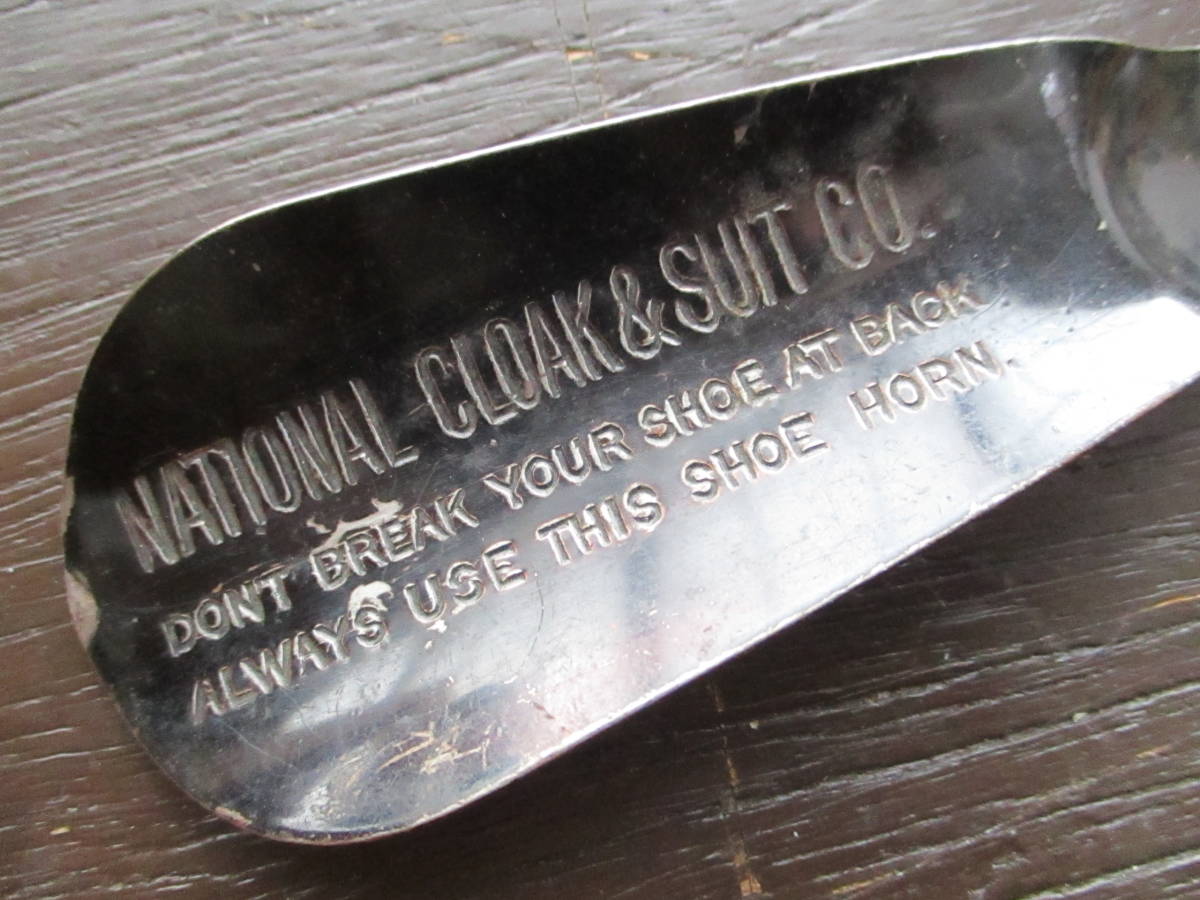 NATIONAL CLOAK & SUIT CO.
DON'T BREAK YOUR SHOE AT BACK
ALWAYS USE THIS SHOE HORN.